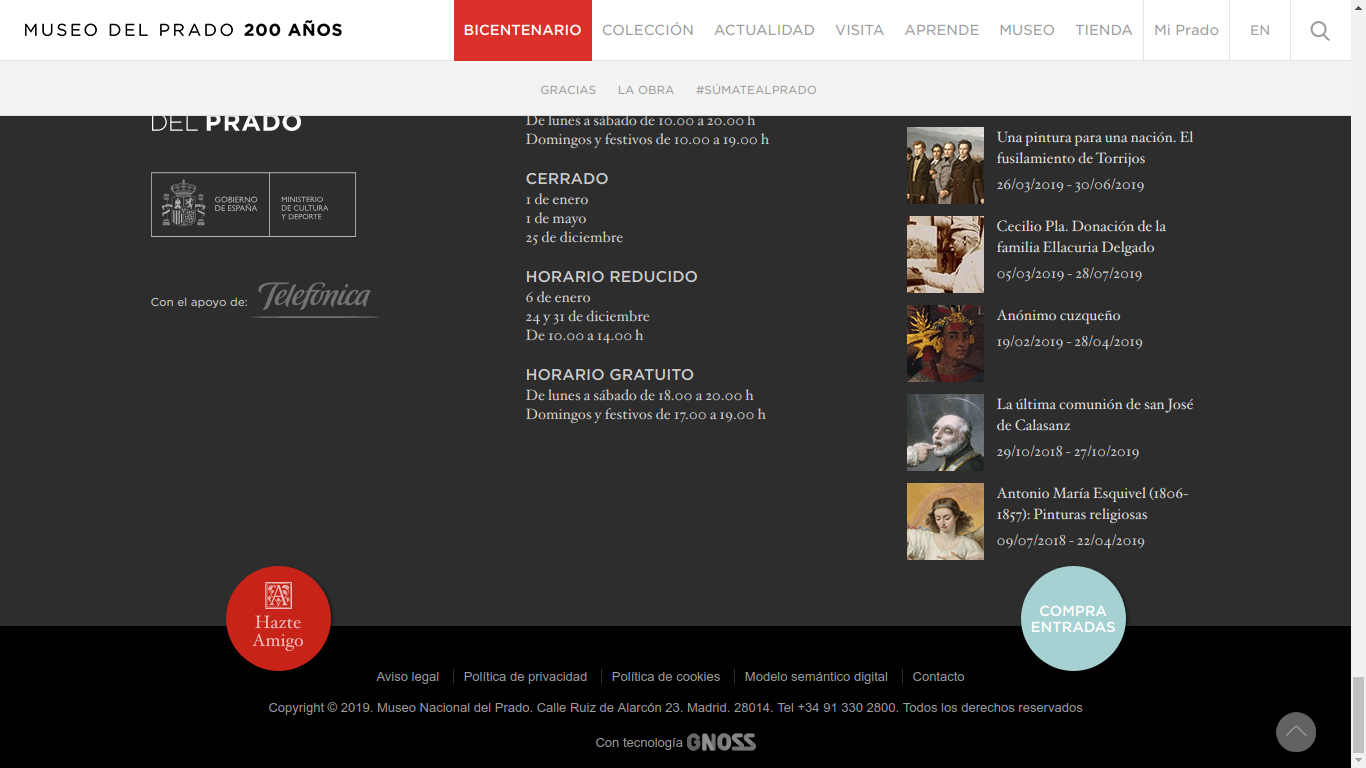 MUSEO DEL PRADO 200 AÑOS
BICENTENARIO
COLECCIÓN
ACTUALIDAD
VISITA
APRENDE
MUSEO
TIENDA
Mi Prado
EN
GRACIAS
LA OBRA
#SÚMATEALPRADO
DEL PRADO
GOBIERNO
DE ESPAÑA
MINISTERIO
DE CULTURA
Y DEPORTE
Con el apoyo de: Telefónica
De lunes a sábado de 10.00 a 20.00 h
Domingos y festivos de 10.00 a 19.00 h
CERRADO
1 de enero
1 de mayo
25 de diciembre
HORARIO REDUCIDO
6 de enero
24 y 31 de diciembre
De 10.00 a 14.00 h
HORARIO GRATUITO
De lunes a sábado de 18.00 a 20.00 h
Domingos y festivos de 17.00 a 19.00 h
Una pintura para una nación. El
fusilamiento de Torrijos
26/03/2019 - 30/06/2019
Cecilio Pla. Donación de la
familia Ellacuria Delgado
05/03/2019 - 28/07/2019
Anónimo cuzqueño
19/02/2019 - 28/04/2019
La última comunión de san José
de Calasanz
29/10/2018 - 27/10/2019
Antonio María Esquivel (1806-
1857): Pinturas religiosas
09/07/2018 - 22/04/2019
A
Hazte
Amigo
COMPRA
ENTRADAS
Aviso legal
Política de privacidad
Política de cookies
Modelo semántico digital
Contacto
Copyright © 2019. Museo Nacional del Prado. Calle Ruiz de Alarcón 23. Madrid. 28014. Tel +34 91 330 2800. Todos los derechos reservados
Con tecnología GNOSS